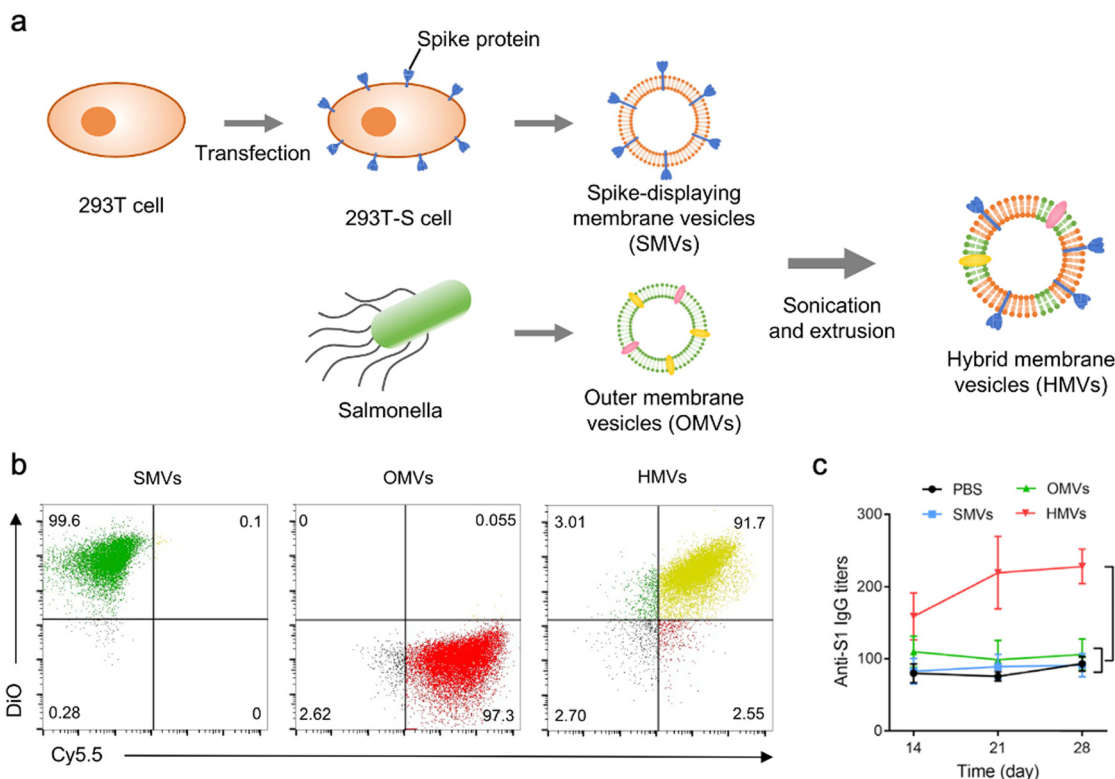 a
Spike protein
Transfection
293T cell
293T-S cell
Spike-displaying
membrane vesicles
(SMVs)
Sonication
and extrusion
Hybrid membrane
vesicles (HMVs)
Salmonella
Outer membrane
vesicles (OMVs)
b
SMVs
OMVs
HMVs
99.6
0.1
0.28
0
0
0.055
2.62
97.3
3.01
91.7
2.70
2.55
DiO
Cy5.5
c
PBS
OMVs
SMVs
HMVs
Anti-S1 IgG titers
300
200
100
0
14
21
28
Time (day)